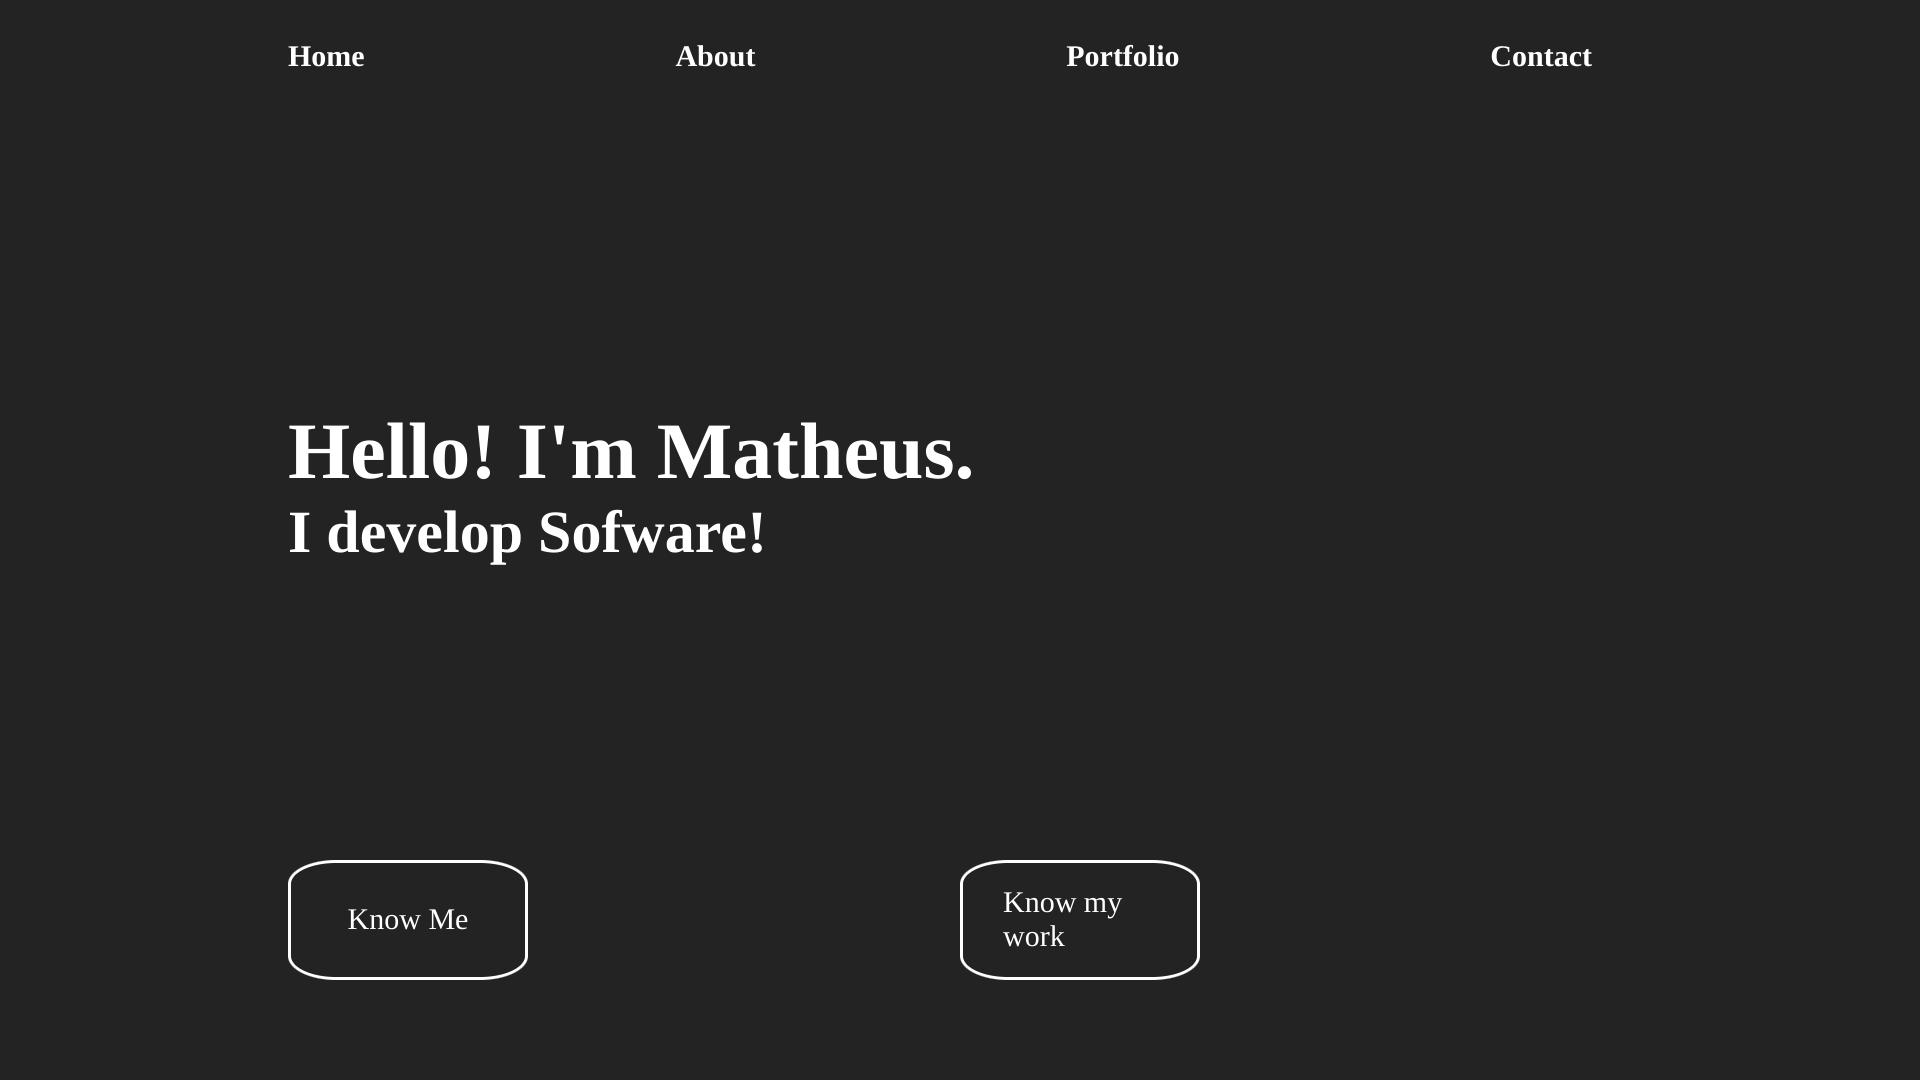 Home About Portfolio Contact
Hello! I'm Matheus.
I develop Sofware!
Know Me
Know my
work